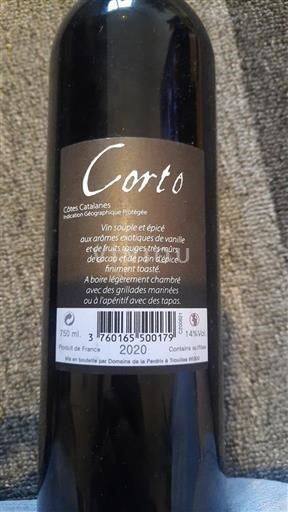 Corto
Côtes Catalanes
Indication Géographique Protégée
Vin souple et épicé
aux arômes exotiques de vanille
et de fruits rouges très mûrs,
de cacao et de pain d'épice
finiment toasté.
A boire légèrement chambré
avec des grillades marinées
ou à l'apéritif avec des tapas.
750 ml.
3 760165 500179
14%Vol.
Produit de France
2020
Contains sulfites
Mis en bouteille par Domaine de la Perdrix à Trouillas 66300